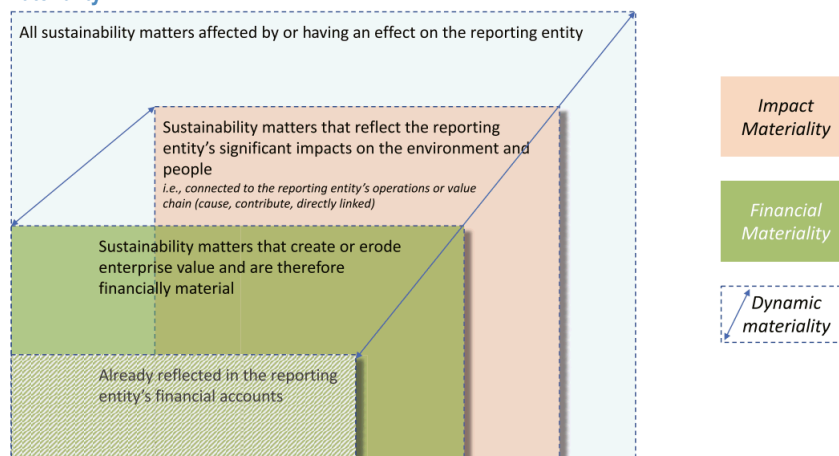 All sustainability matters affected by or having an effect on the reporting entity
Sustainability matters that reflect the reporting
entity's significant impacts on the environment and
people
i.e., connected to the reporting entity's operations or value
chain (cause, contribute, directly linked)
Sustainability matters that create or erode
enterprise value and are therefore
financially material
Already reflected in the reporting
entity's financial accounts
Impact
Materiality
Financial
Materiality
Dynamic
materiality